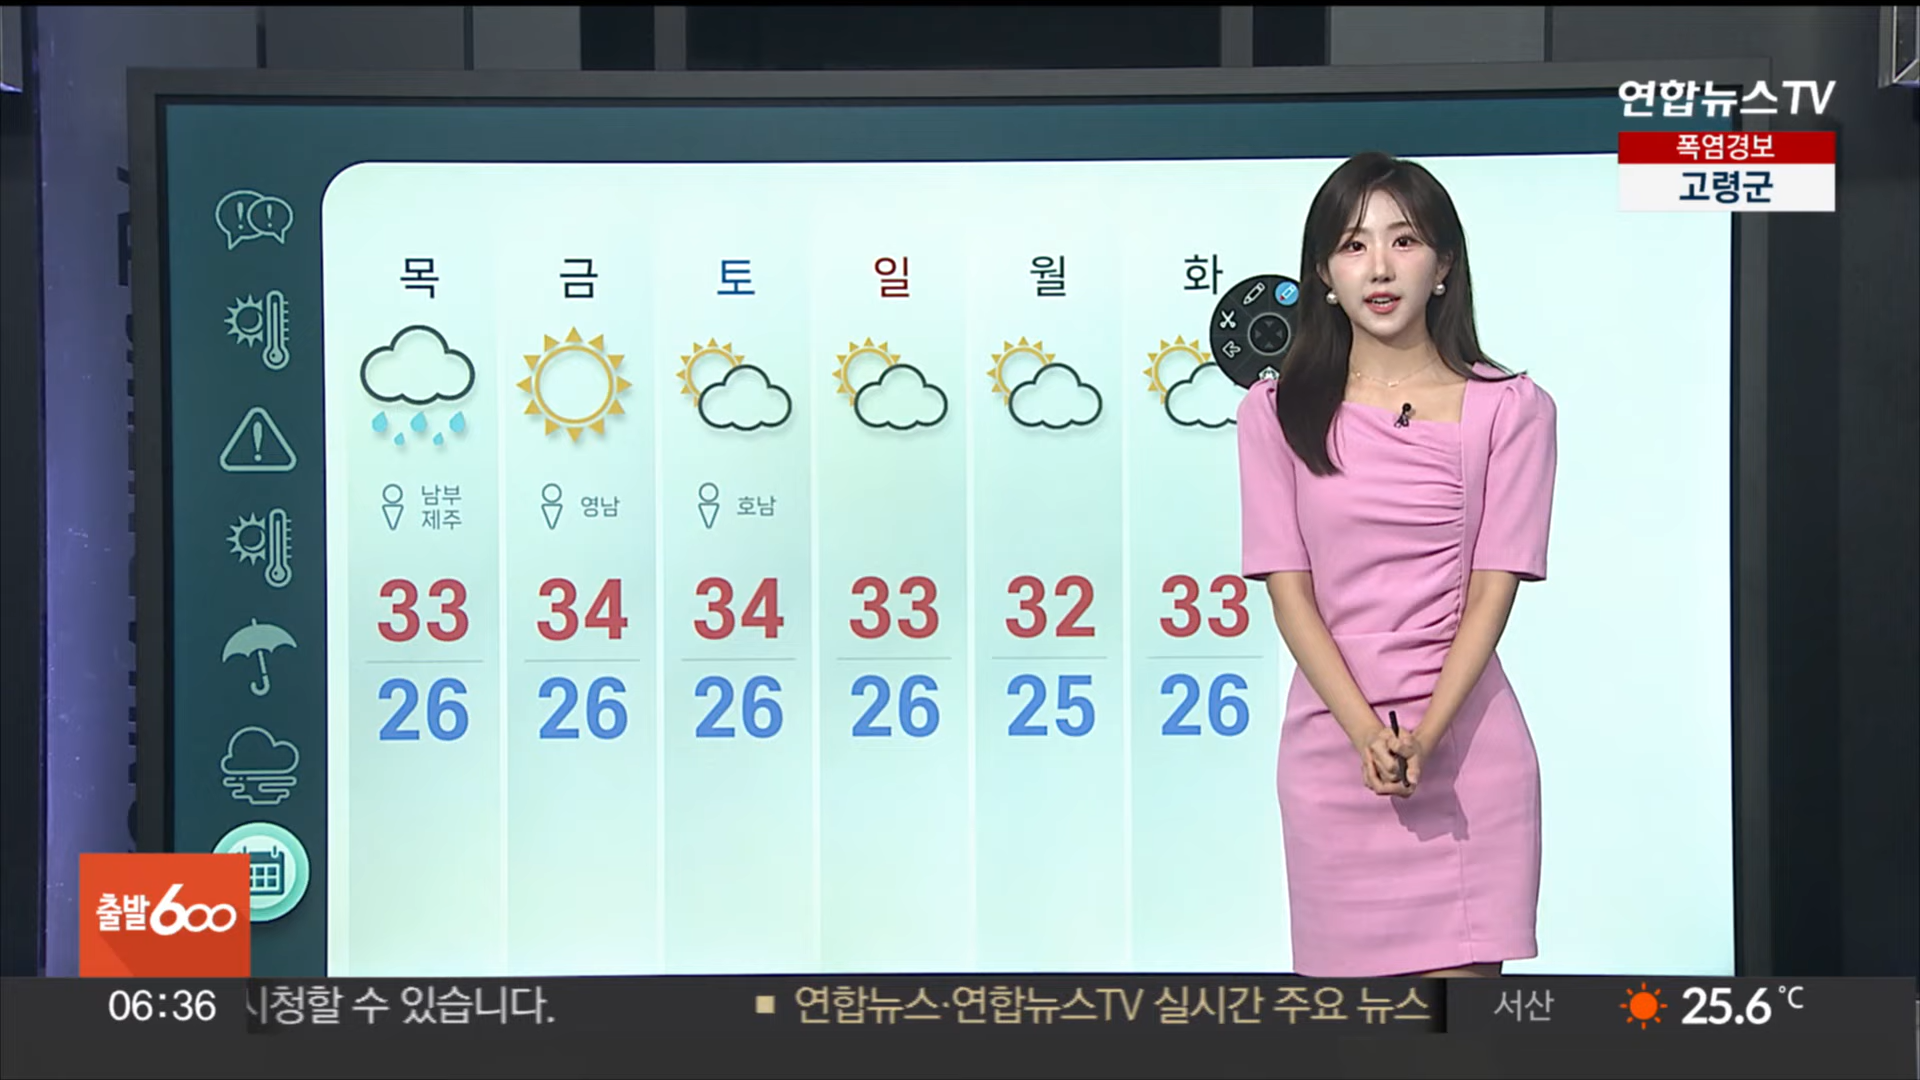 연합뉴스TV
폭염경보
고령군
목 금 토 일 월 화
남부
제주
영남
호남
33 34 34 33 32 33
26 26 26 26 25 26
출발600
06:36
시청할 수 있습니다.
■ 연합뉴스·연합뉴스TV 실시간 주요 뉴스
서산
25.6℃